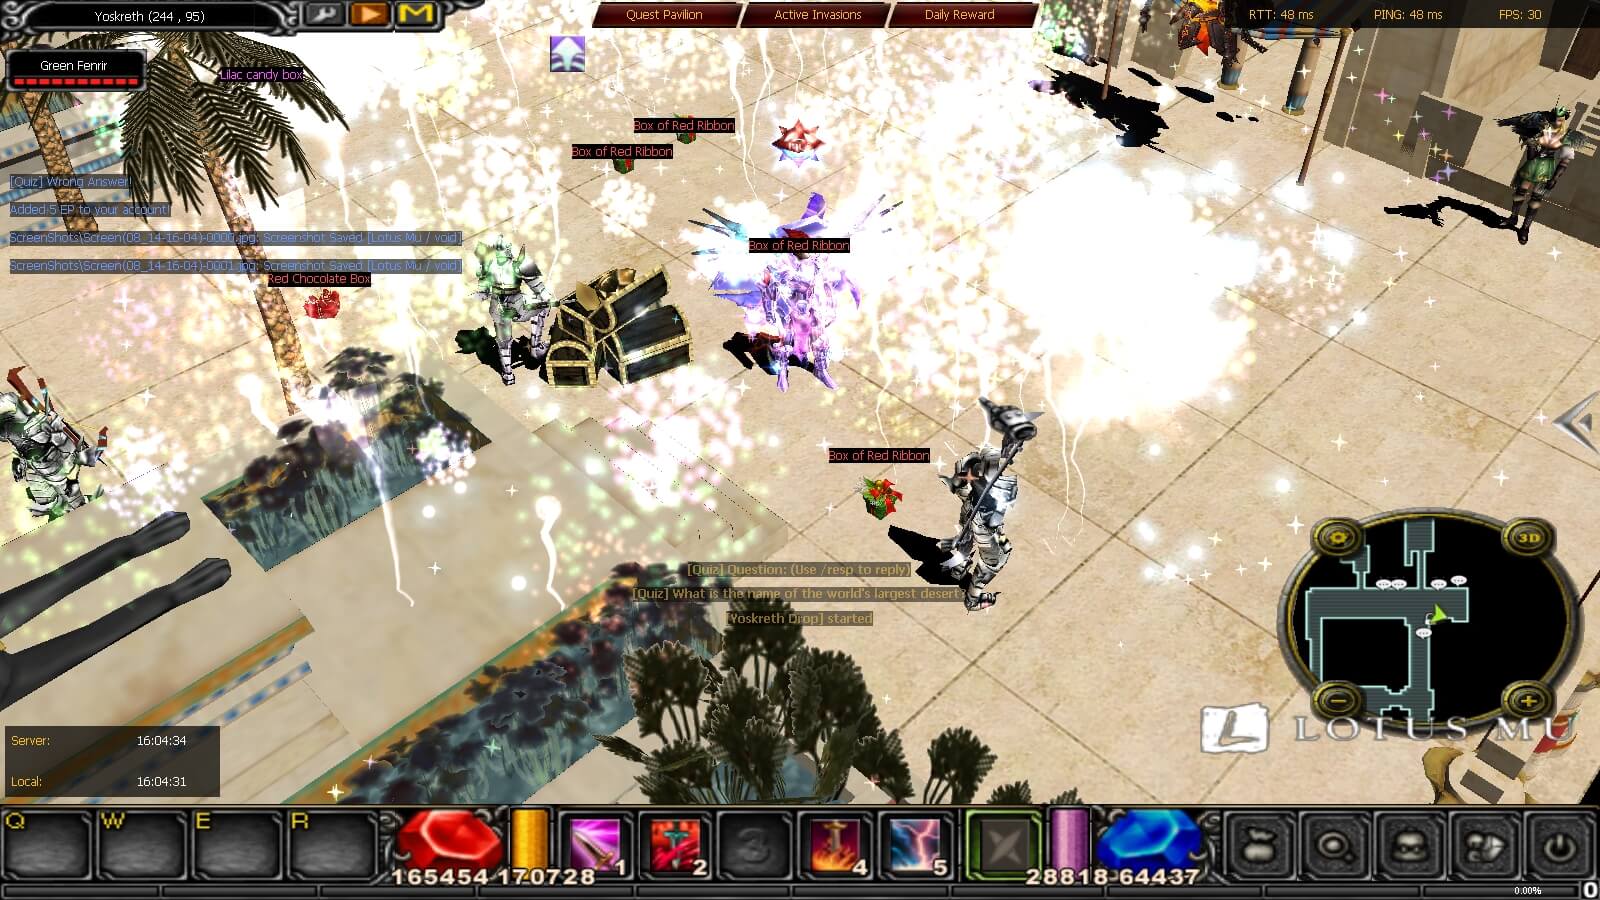 Yoskreth (244 , 95)
Quest Pavilion
Active Invasions
Daily Reward
RTT: 48 ms
PING: 48 ms
FPS: 30
Green Fenrir
Lilac candy box
Box of Red Ribbon
Box of Red Ribbon
[Quiz] Wrong Answer!
Added 5 EP to your account!
ScreenShots\Screen(08_14-16-04)-0000.jpg: Screenshot Saved [Lotus Mu / void]
Box of Red Ribbon
ScreenShots\Screen(08_14-16-04)-0001.jpg: Screenshot Saved [Lotus Mu / void]
Red Chocolate Box
Box of Red Ribbon
3D
[Quiz] Question: (Use /resp to reply)
[Quiz] What is the name of the world's largest desert?
[Yoskreth Drop] started
L LOTUS MU
Server: 16:04:34
Local: 16:04:31
Q W E R
1 2 3 4 5
165454 170728
28818 64437
0.00%
0